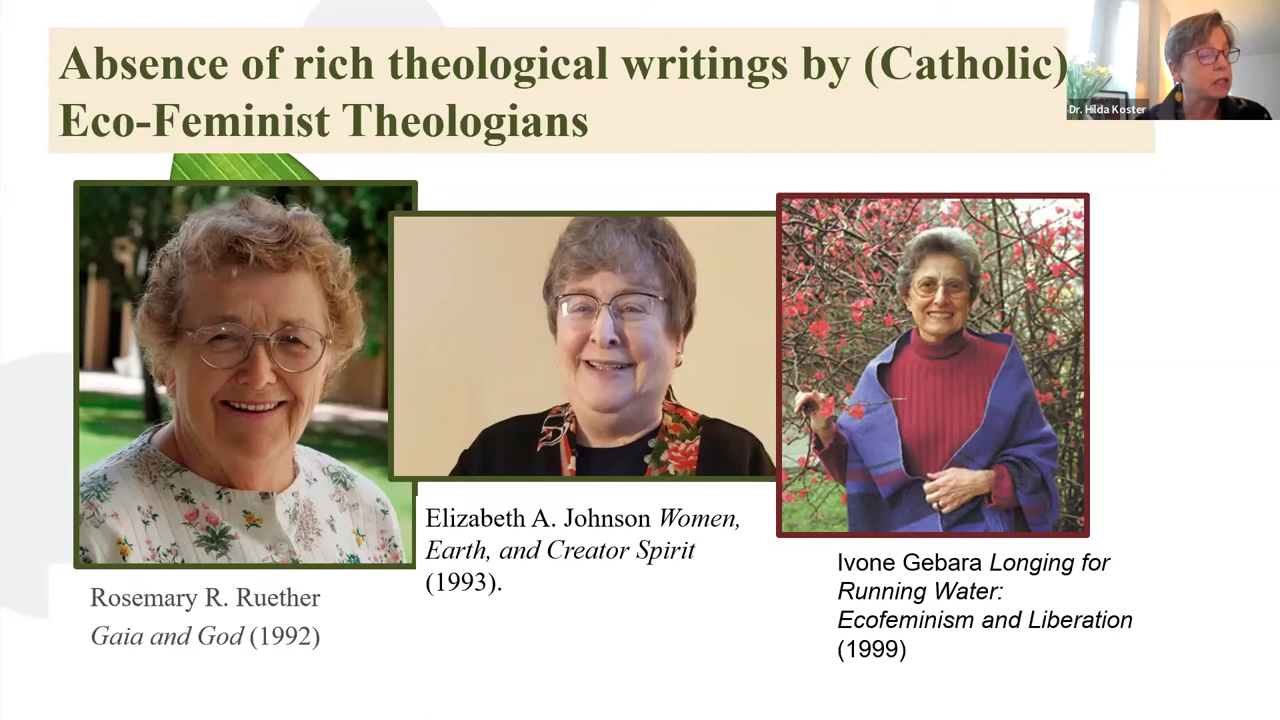 Absence of rich theological writings by (Catholic)
Eco-Feminist Theologians
Dr. Hilda Koster
Elizabeth A. Johnson Women,
Earth, and Creator Spirit
(1993).
Ivone Gebara Longing for
Running Water:
Ecofeminism and Liberation
(1999)
Rosemary R. Ruether
Gaia and God (1992)